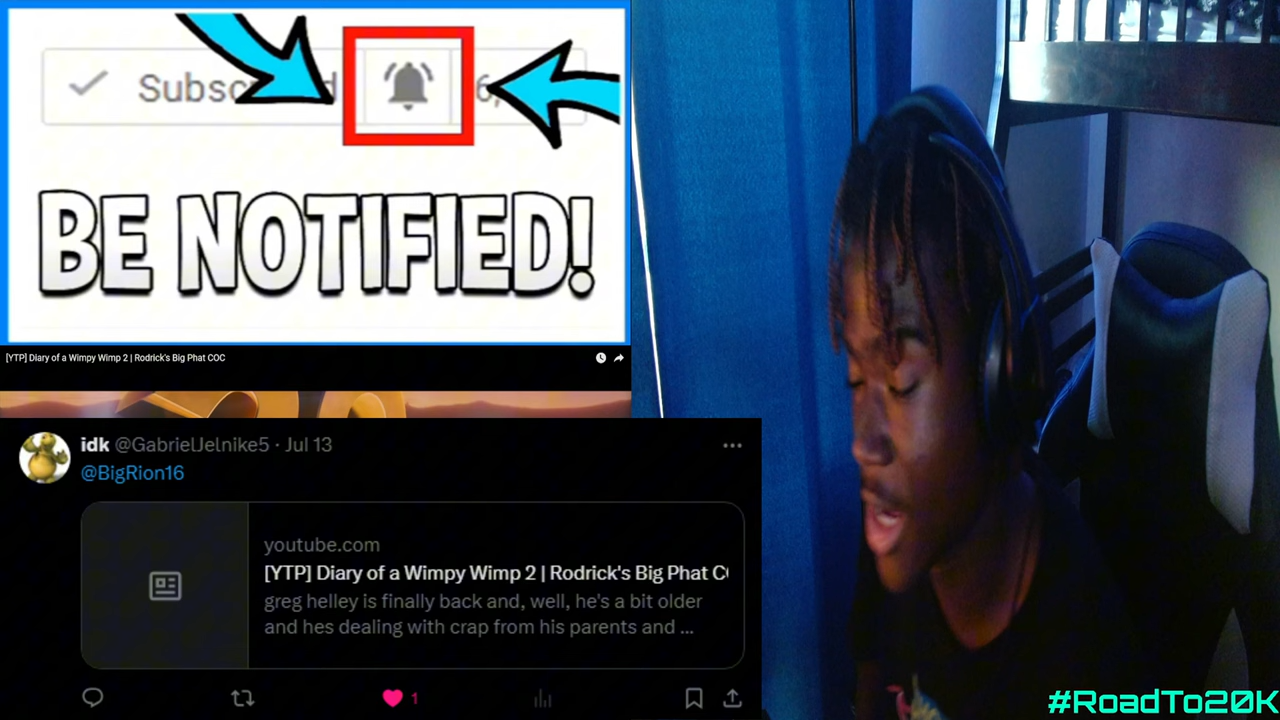 Subsc d 6,
BE NOTIFIED!
[YTP] Diary of a Wimpy Wimp 2 | Rodrick's Big Phat COC
idk @GabrielJelnike5 · Jul 13
@BigRion16
youtube.com
[YTP] Diary of a Wimpy Wimp 2 | Rodrick's Big Phat C
greg helley is finally back and, well, he's a bit older
and hes dealing with crap from his parents and ...
1
#RoadTo20K